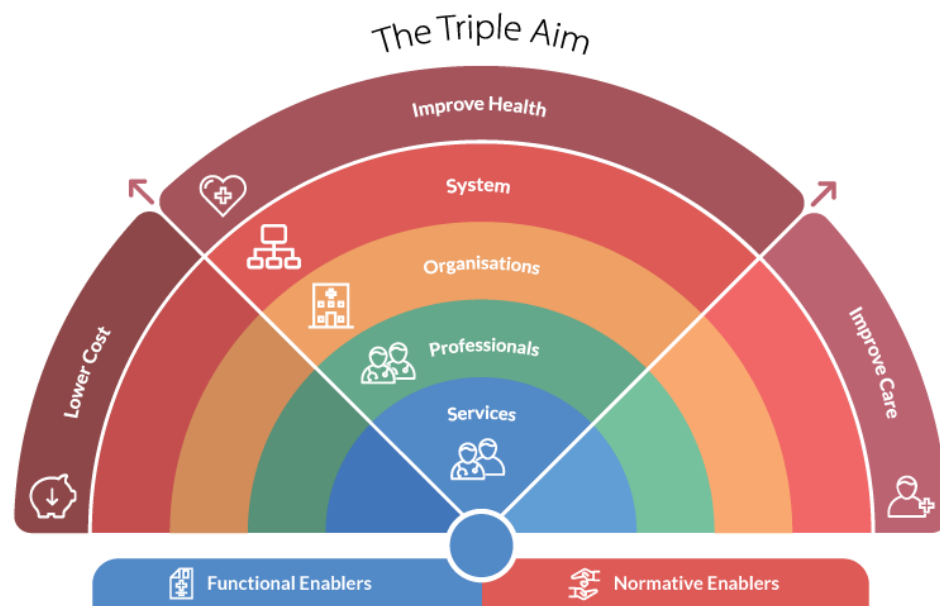 The Triple Aim
Improve Health
System
Organisations
Professionals
Services
Lower Cost
Improve Care
Functional Enablers
Normative Enablers